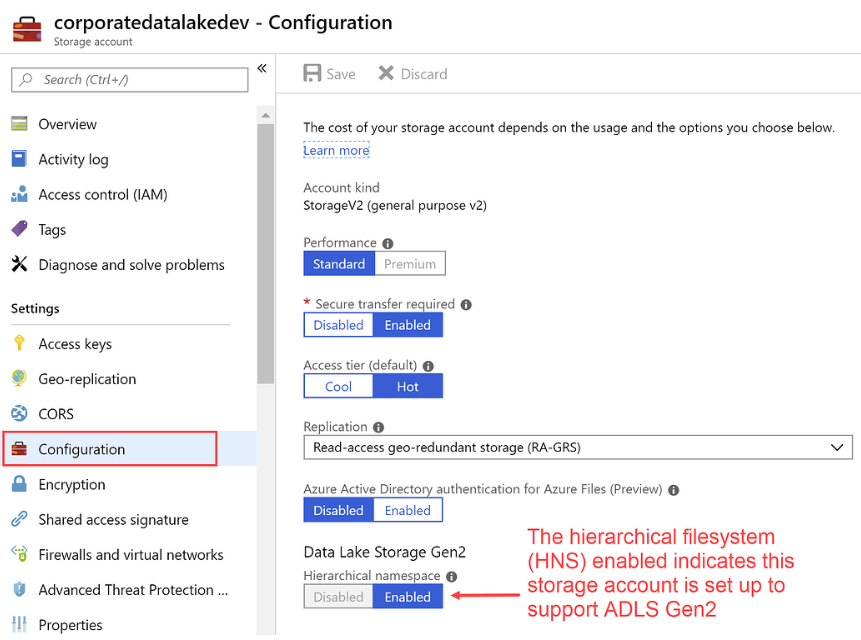 corporatedatalakedev - Configuration
Storage account
Search (Ctrl+/)
«
Overview
Activity log
Access control (IAM)
Tags
Diagnose and solve problems
Settings
Access keys
Geo-replication
CORS
Configuration
Encryption
Shared access signature
Firewalls and virtual networks
Advanced Threat Protection ...
Properties
Save Discard
The cost of your storage account depends on the usage and the options you choose below.
Learn more
Account kind
StorageV2 (general purpose v2)
Performance
Standard Premium
* Secure transfer required
Disabled Enabled
Access tier (default)
Cool Hot
Replication
Read-access geo-redundant storage (RA-GRS)
Azure Active Directory authentication for Azure Files (Preview)
Disabled Enabled
Data Lake Storage Gen2
Hierarchical namespace
Disabled Enabled
The hierarchical filesystem
(HNS) enabled indicates this
storage account is set up to
support ADLS Gen2